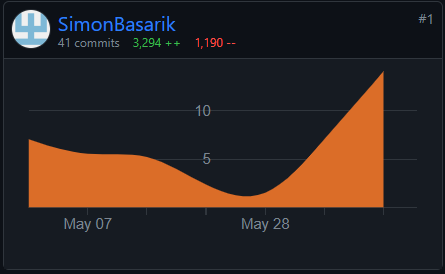 SimonBasarik
#1
41 commits 3,294 ++ 1,190 --
10
5
May 07 May 28